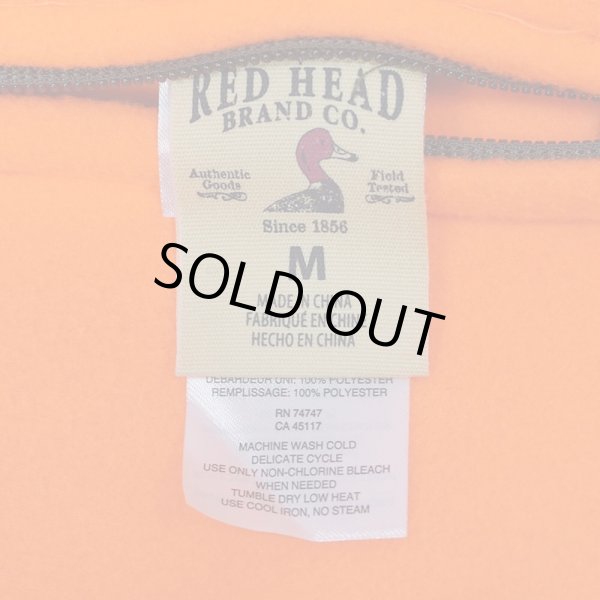 RED HEAD
BRAND CO.
Authentic
Goods
Field
Tested
Since 1856
M
SOLD OUT
MADE IN CHINA
FABRIQUÉ EN CHINE
HECHO EN CHINA
DÉBARDEUR UNI: 100% POLYESTER
REMPLISSAGE: 100% POLYESTER
RN 74747
CA 45117
MACHINE WASH COLD
DELICATE CYCLE
USE ONLY NON-CHLORINE BLEACH
WHEN NEEDED
TUMBLE DRY LOW HEAT
USE COOL IRON, NO STEAM